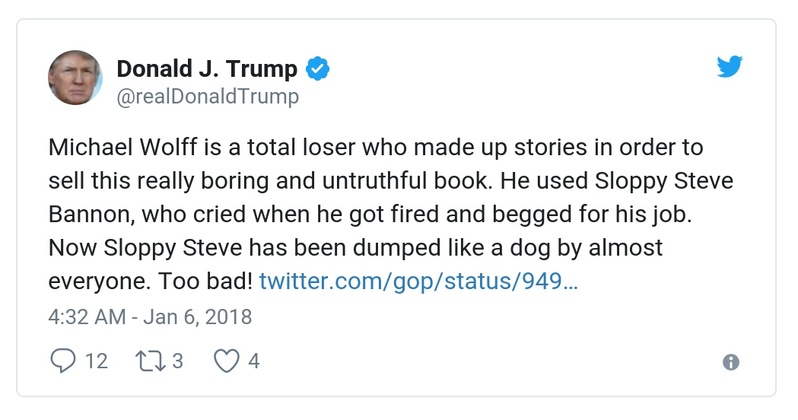 Donald J. Trump
@realDonaldTrump
Michael Wolff is a total loser who made up stories in order to
sell this really boring and untruthful book. He used Sloppy Steve
Bannon, who cried when he got fired and begged for his job.
Now Sloppy Steve has been dumped like a dog by almost
everyone. Too bad! twitter.com/gop/status/949…
4:32 AM - Jan 6, 2018
12 3 4